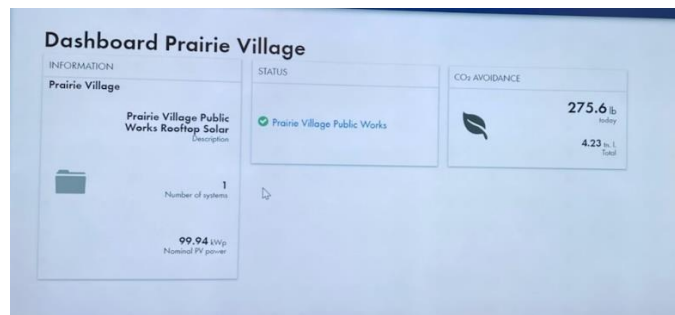 Dashboard Prairie Village
INFORMATION
Prairie Village
Prairie Village Public
Works Rooftop Solar
Description
1
Number of systems
99.94 kWp
Nominal PV power
STATUS
Prairie Village Public Works
CO₂ AVOIDANCE
275.6 lb
today
4.23 tn. l.
Total